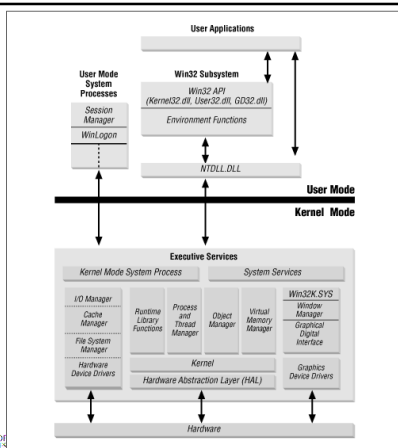 User Applications
User Mode
System
Processes
Session
Manager
WinLogon
Win32 Subsystem
Win32 API
(Kernel32.dll, User32.dll, GD32.dll)
Environment Functions
NTDLL.DLL
User Mode
Kernel Mode
Executive Services
Kernel Mode System Process
System Services
I/O Manager
Cache
Manager
File System
Manager
Hardware
Device Drivers
Runtime
Library
Functions
Process
and
Thread
Manager
Object
Manager
Virtual
Memory
Manager
Win32K.SYS
Window
Manager
Graphical
Digital
Interface
Graphics
Device Drivers
Kernel
Hardware Abstraction Layer (HAL)
Hardware